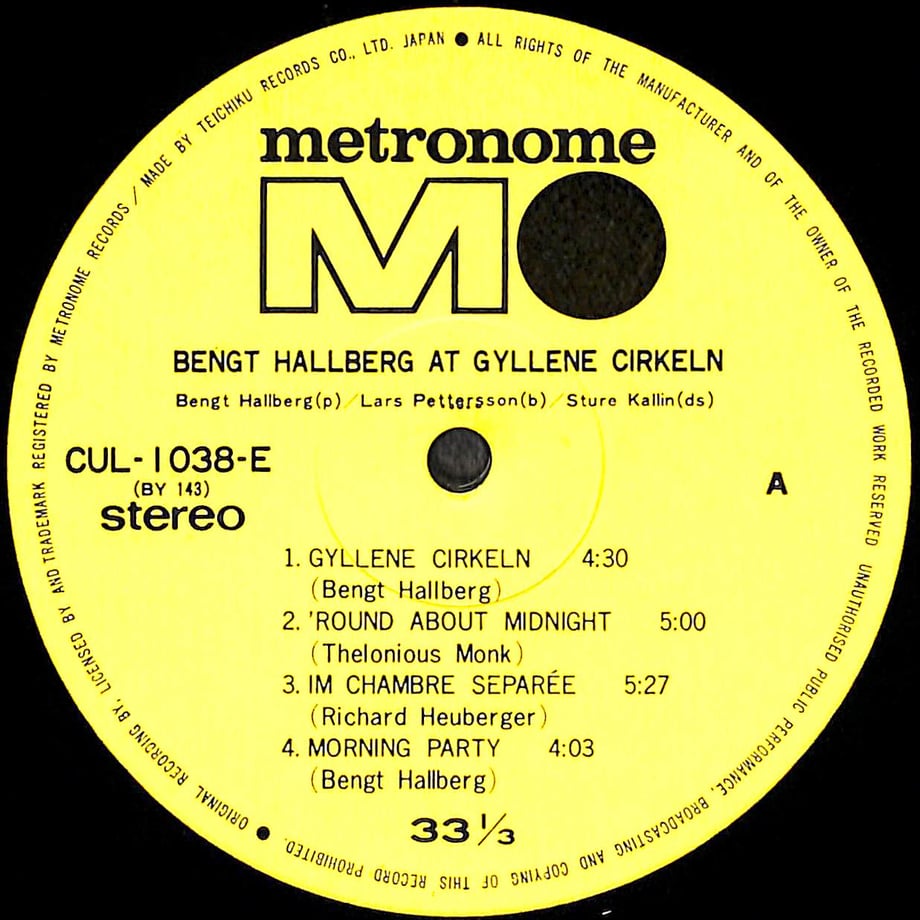 ORIGINAL RECORDING BY, LICENSED BY AND TRADEMARK REGISTERED BY METRONOME RECORDS / MADE BY TEICHIKU RECORDS CO., LTD. JAPAN ● ALL RIGHTS OF THE MANUFACTURER AND OF THE OWNER OF THE RECORDED WORK RESERVED UNAUTHORISED PUBLIC PERFORMANCE, BROADCASTING AND COPYING OF THIS RECORD PROHIBITED. ●
metronome
MO
BENGT HALLBERG AT GYLLENE CIRKELN
Bengt Hallberg(p)/Lars Pettersson(b)/Sture Kallin(ds)
CUL-1038-E
(BY 143)
stereo
A
1. GYLLENE CIRKELN 4:30
(Bengt Hallberg)
2. 'ROUND ABOUT MIDNIGHT 5:00
(Thelonious Monk)
3. IM CHAMBRE SEPARÉE 5:27
(Richard Heuberger)
4. MORNING PARTY 4:03
(Bengt Hallberg)
33 1/3